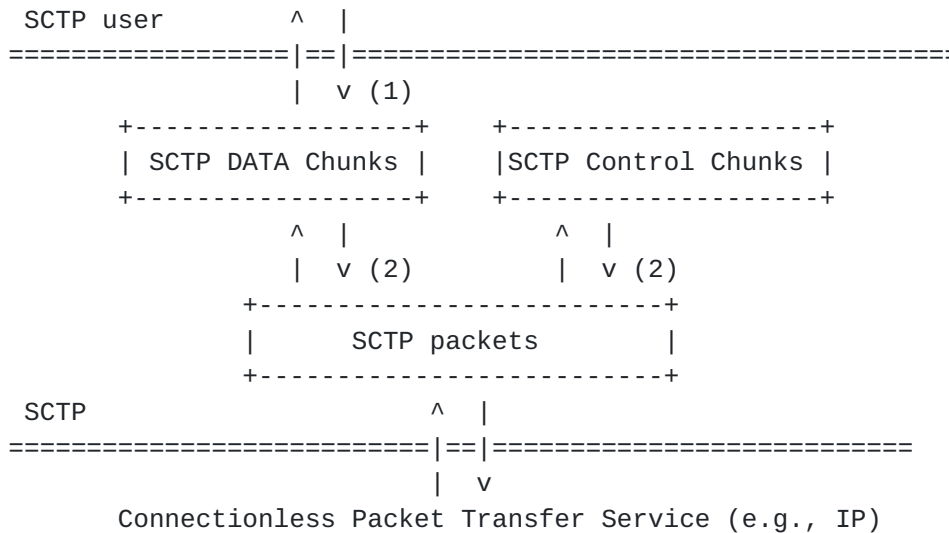 SCTP user         ^  |
==================|==|=======================================
                  |  v (1)
       +------------------+    +--------------------+
       | SCTP DATA Chunks |    |SCTP Control Chunks |
       +------------------+    +--------------------+
                  ^  |             ^  |
                  |  v (2)         |  v (2)
               +--------------------------+
               |      SCTP packets        |
               +--------------------------+
SCTP                       ^  |
===========================|==|===========================
                           |  v
       Connectionless Packet Transfer Service (e.g., IP)